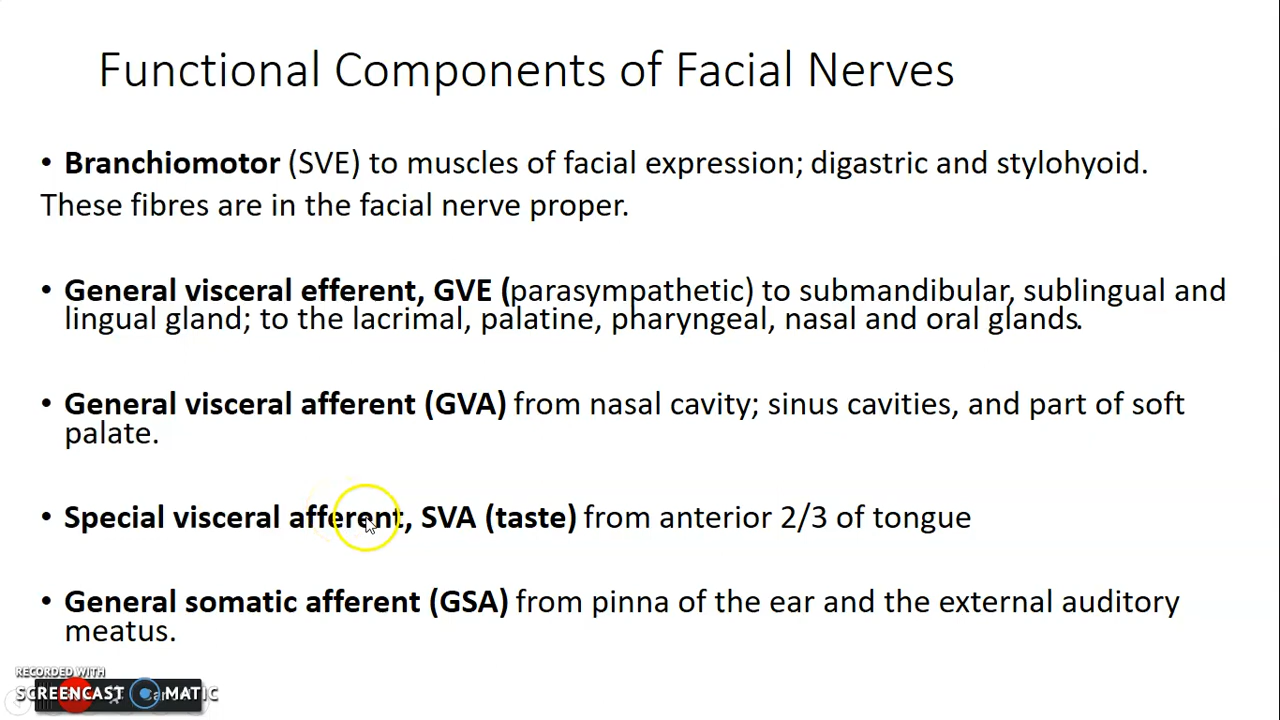 Functional Components of Facial Nerves
• Branchiomotor (SVE) to muscles of facial expression; digastric and stylohyoid.
These fibres are in the facial nerve proper.
• General visceral efferent, GVE (parasympathetic) to submandibular, sublingual and
lingual gland; to the lacrimal, palatine, pharyngeal, nasal and oral glands.
• General visceral afferent (GVA) from nasal cavity; sinus cavities, and part of soft
palate.
• Special visceral afferent, SVA (taste) from anterior 2/3 of tongue
• General somatic afferent (GSA) from pinna of the ear and the external auditory
meatus.
RECORDED WITH
SCREENCAST MATIC